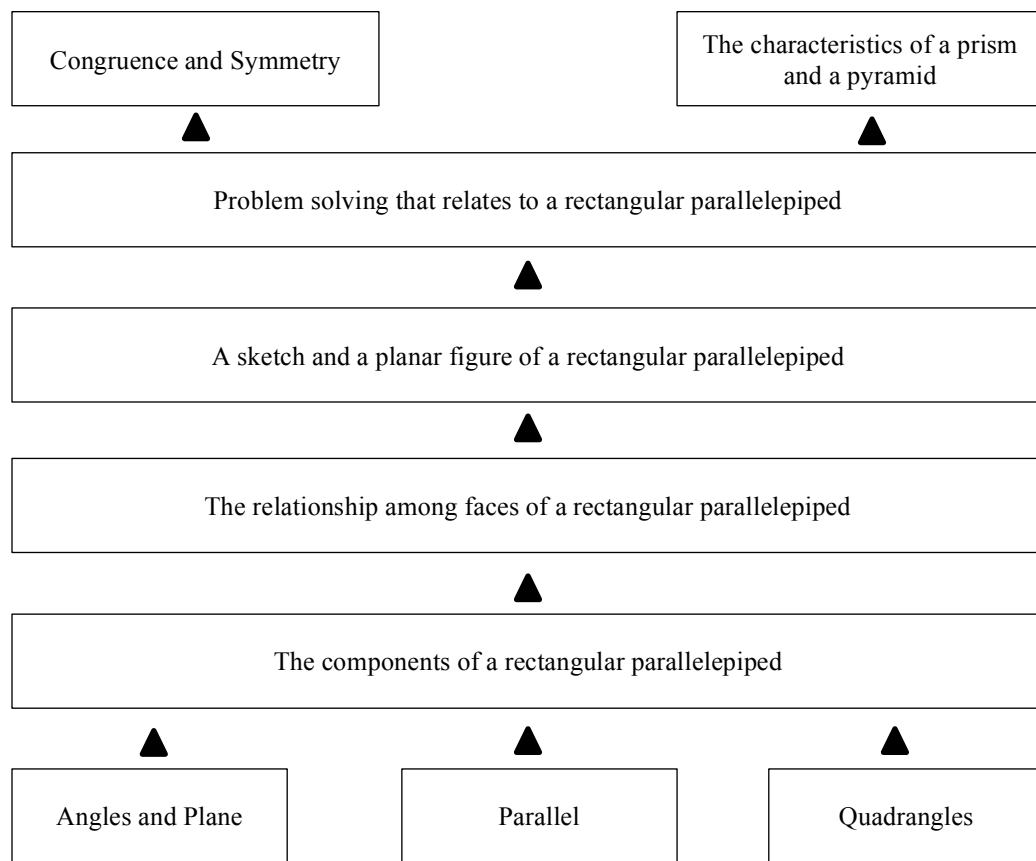 Congruence and Symmetry
The characteristics of a prism
and a pyramid
Problem solving that relates to a rectangular parallelepiped
A sketch and a planar figure of a rectangular parallelepiped
The relationship among faces of a rectangular parallelepiped
The components of a rectangular parallelepiped
Angles and Plane
Parallel
Quadrangles